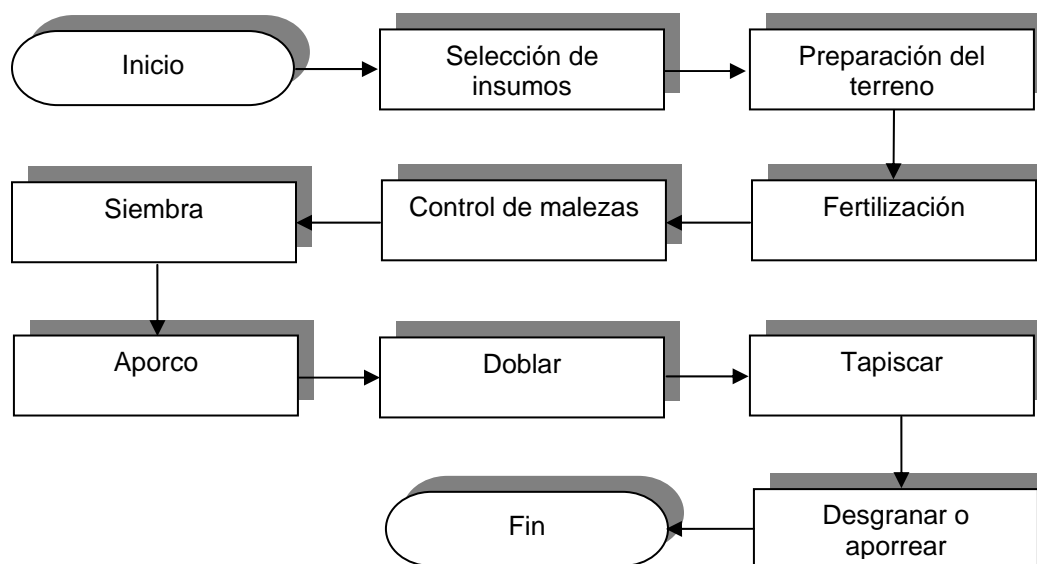 Inicio
Selección de
insumos
Preparación del
terreno
Fertilización
Control de malezas
Siembra
Aporco
Doblar
Tapiscar
Desgranar o
aporrear
Fin